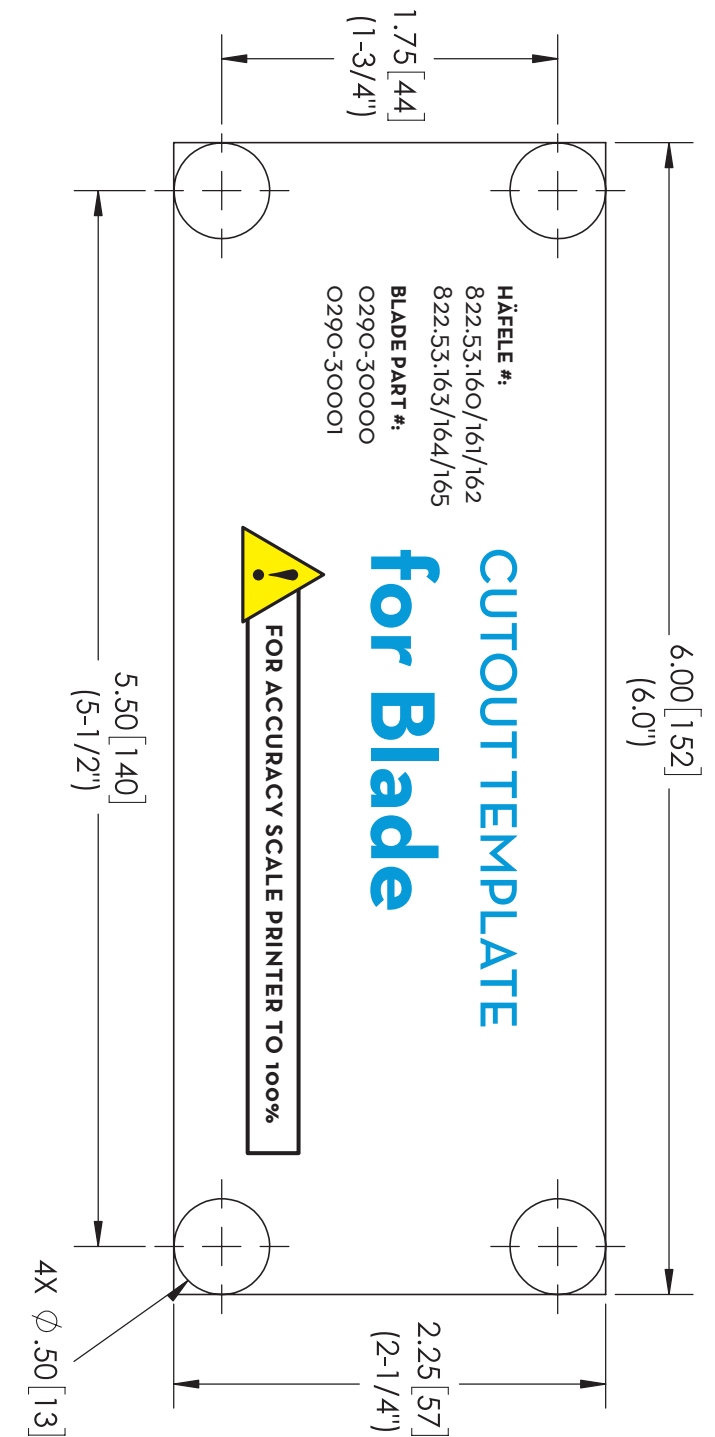 6.00 [152]
(6.0")
1.75 [44]
(1-3/4")
HÄFELE #:
822.53.160/161/162
822.53.163/164/165
BLADE PART #:
0290-30000
0290-30001
CUTOUT TEMPLATE
for Blade
!
FOR ACCURACY SCALE PRINTER TO 100%
2.25 [57]
(2-1/4")
5.50 [140]
(5-1/2")
4X Ø .50 [13]